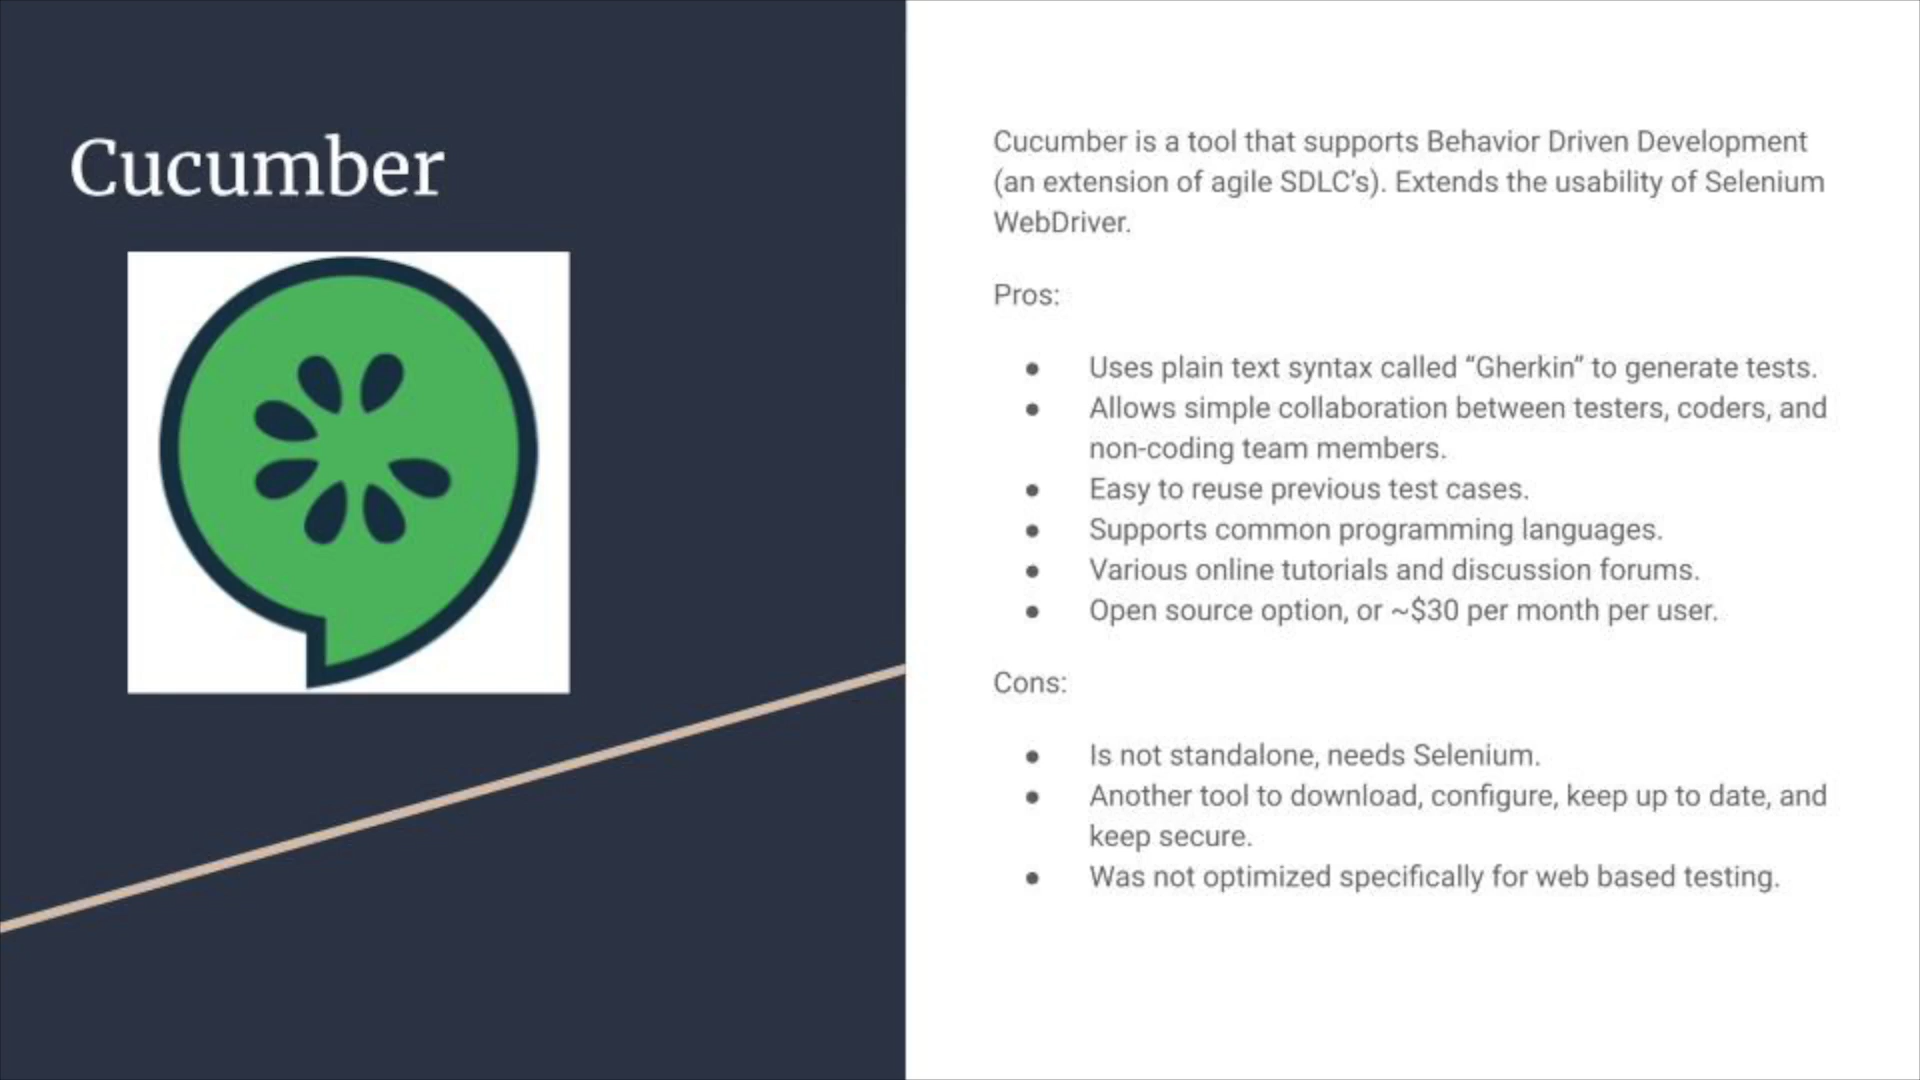 Cucumber
Cucumber is a tool that supports Behavior Driven Development
(an extension of agile SDLC’s). Extends the usability of Selenium
WebDriver.
Pros:
● Uses plain text syntax called “Gherkin” to generate tests.
● Allows simple collaboration between testers, coders, and
non-coding team members.
● Easy to reuse previous test cases.
● Supports common programming languages.
● Various online tutorials and discussion forums.
● Open source option, or ~$30 per month per user.
Cons:
● Is not standalone, needs Selenium.
● Another tool to download, configure, keep up to date, and
keep secure.
● Was not optimized specifically for web based testing.